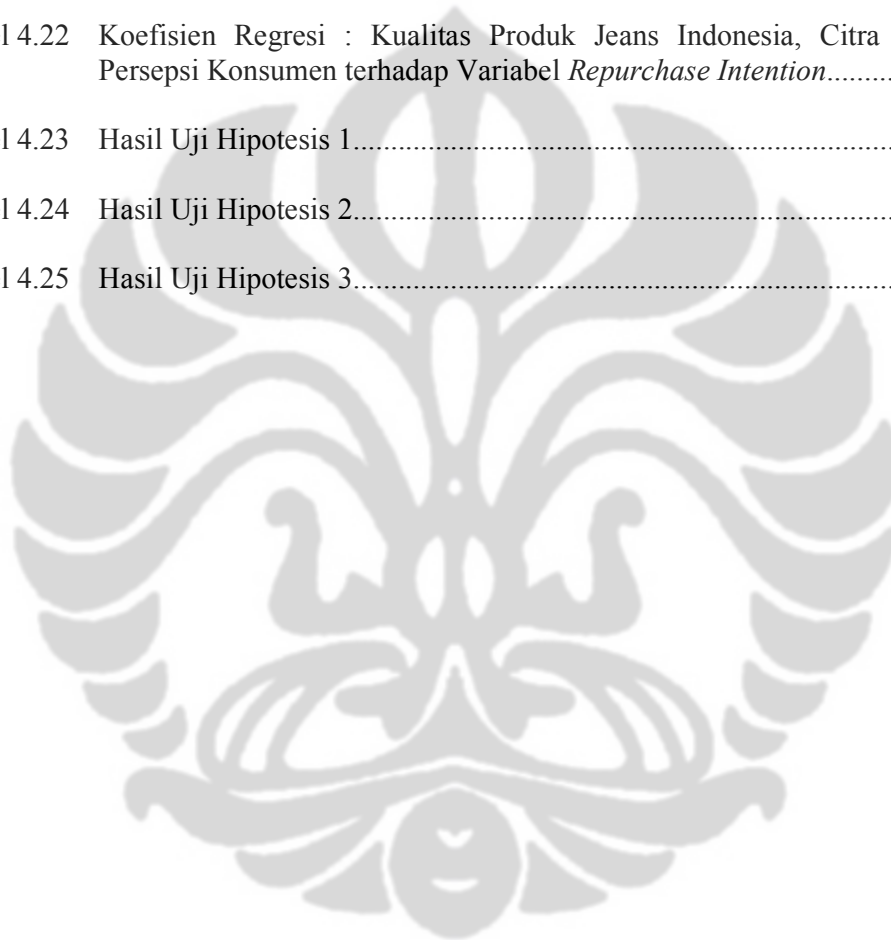 l 4.22 Koefisien Regresi : Kualitas Produk Jeans Indonesia, Citra
Persepsi Konsumen terhadap Variabel Repurchase Intention..........
l 4.23 Hasil Uji Hipotesis 1..........................................................................
l 4.24 Hasil Uji Hipotesis 2..........................................................................
l 4.25 Hasil Uji Hipotesis 3..........................................................................